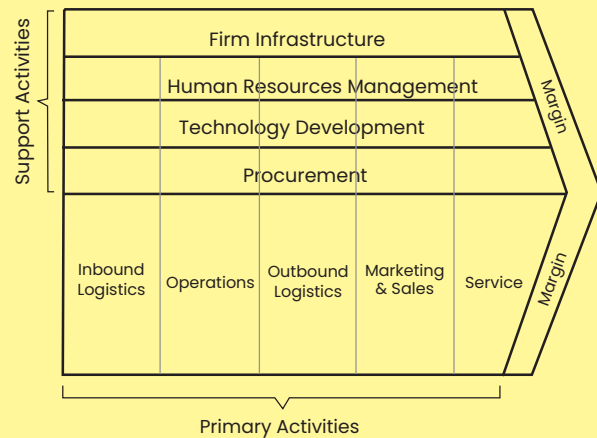 Support Activities
Firm Infrastructure
Human Resources Management
Technology Development
Procurement
Margin
Inbound
Logistics
Operations
Outbound
Logistics
Marketing
& Sales
Service
Margin
Primary Activities